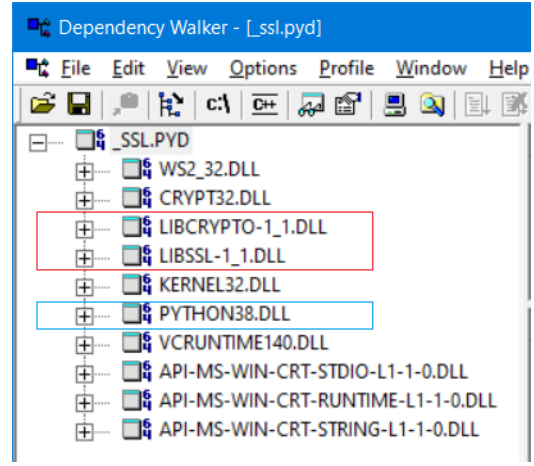 Dependency Walker - [_ssl.pyd]
File Edit View Options Profile Window Help
C:\ C++
_SSL.PYD
WS2_32.DLL
CRYPT32.DLL
LIBCRYPTO-1_1.DLL
LIBSSL-1_1.DLL
KERNEL32.DLL
PYTHON38.DLL
VCRUNTIME140.DLL
API-MS-WIN-CRT-STDIO-L1-1-0.DLL
API-MS-WIN-CRT-RUNTIME-L1-1-0.DLL
API-MS-WIN-CRT-STRING-L1-1-0.DLL